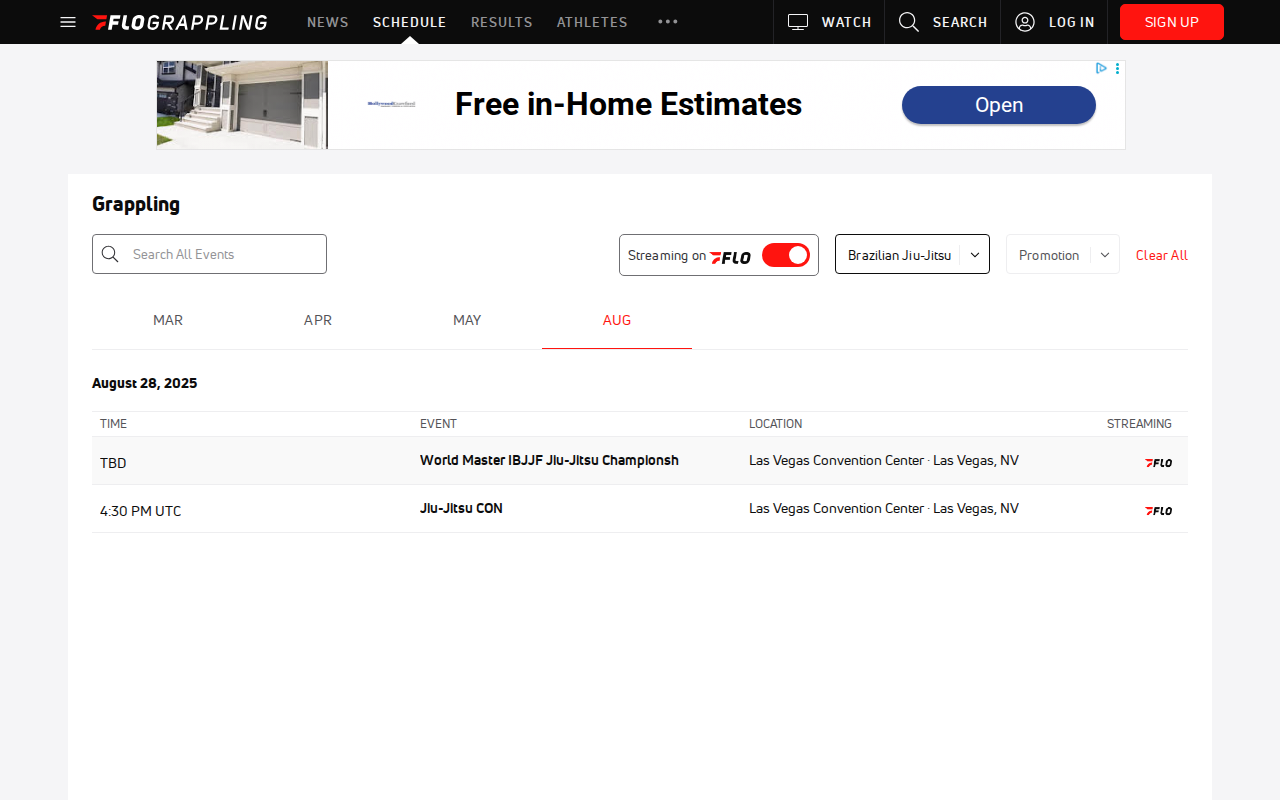 FLOGRAPPLING NEWS SCHEDULE RESULTS ATHLETES WATCH SEARCH LOG IN SIGN UP
Free in-Home Estimates Open
Grappling
Search All Events Streaming on FLO Brazilian Jiu-Jitsu Promotion Clear All
MAR APR MAY AUG
August 28, 2025
TIME EVENT LOCATION STREAMING
TBD World Master IBJJF Jiu-Jitsu Championsh Las Vegas Convention Center · Las Vegas, NV FLO
4:30 PM UTC Jiu-Jitsu CON Las Vegas Convention Center · Las Vegas, NV FLO